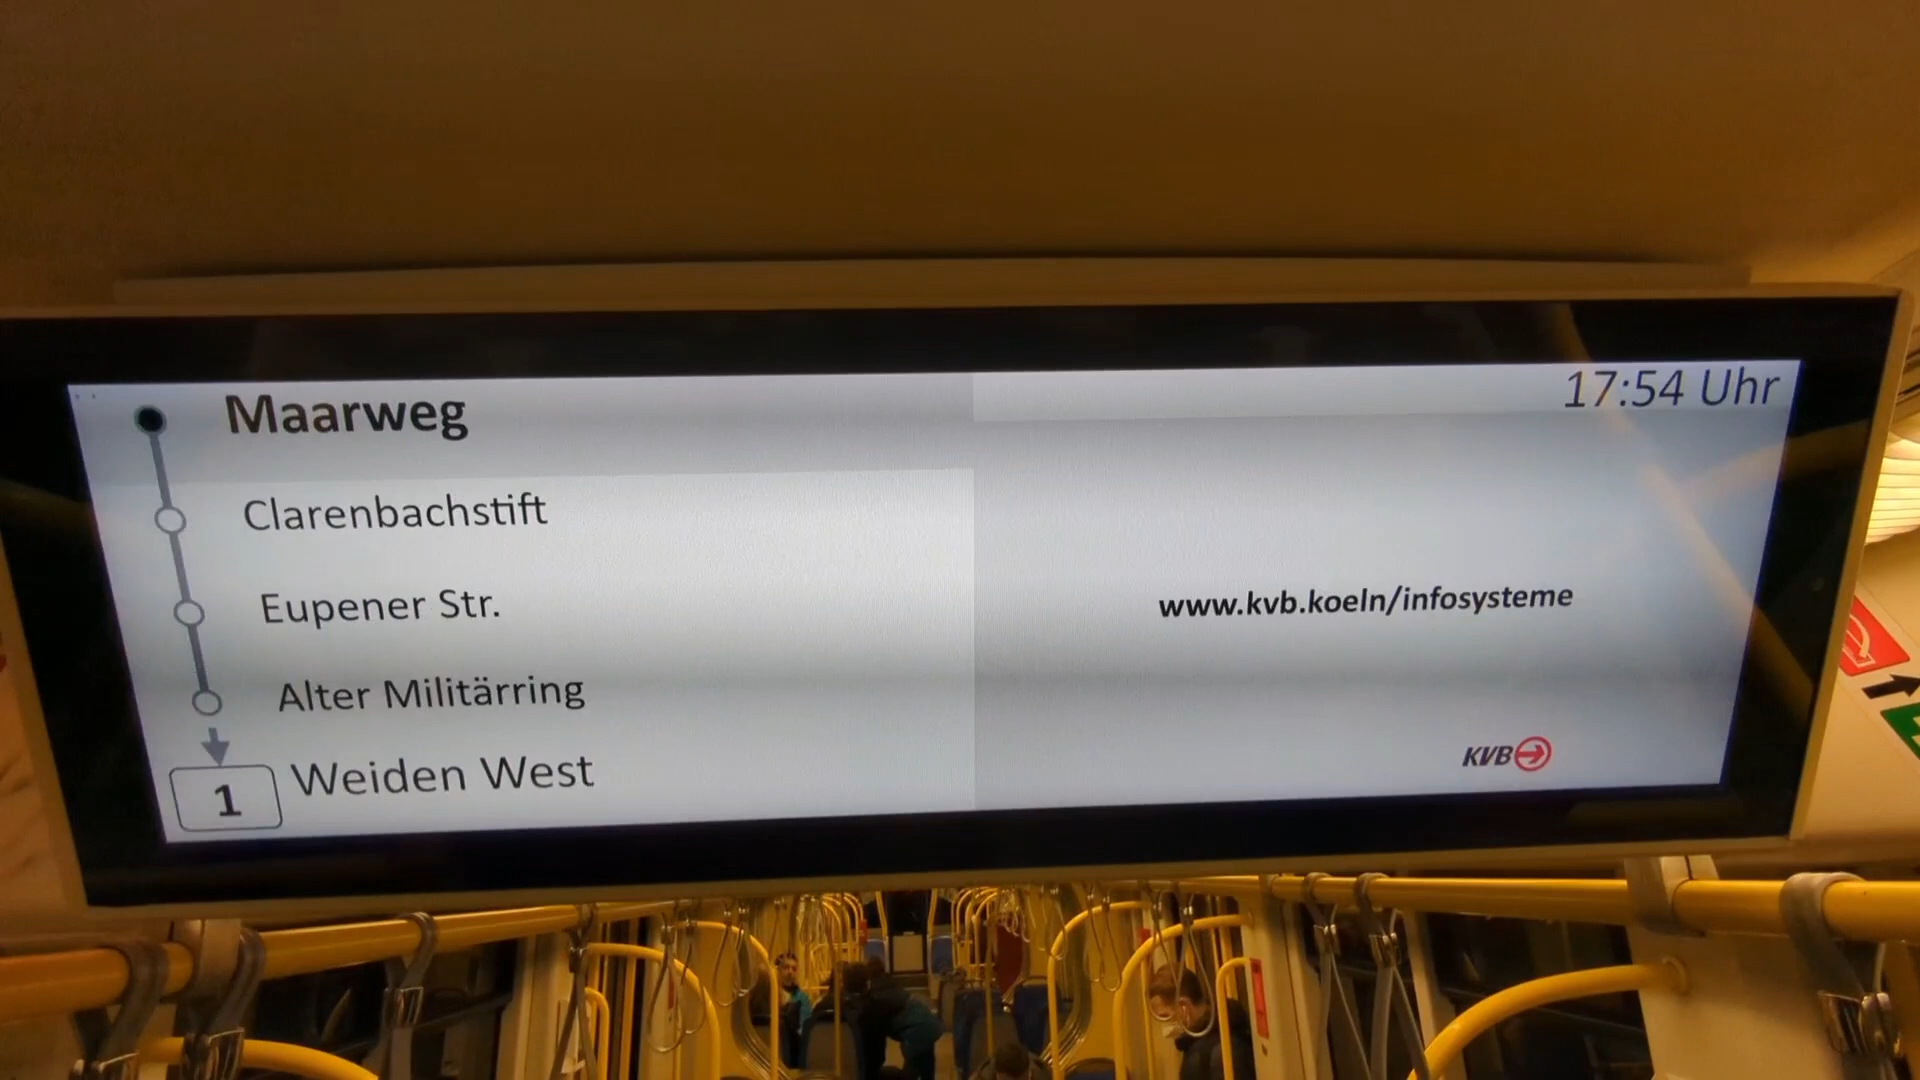 Maarweg
17:54 Uhr
Clarenbachstift
Eupener Str.
www.kvb.koeln/infosysteme
Alter Militärring
1 Weiden West
KVB